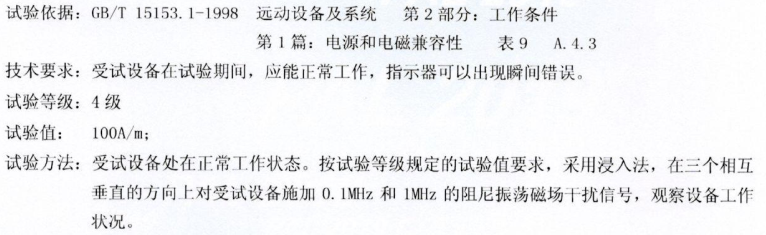 试验依据：GB/T 15153.1-1998 远动设备及系统 第2部分：工作条件
第1篇：电源和电磁兼容性 表9 A.4.3
技术要求：受试设备在试验期间，应能正常工作，指示器可以出现瞬间错误。
试验等级：4级
试验值： 100A/m;
试验方法：受试设备处在正常工作状态。按试验等级规定的试验值要求，采用浸入法，在三个相互
垂直的方向上对受试设备施加 0.1MHz 和 1MHz 的阻尼振荡磁场干扰信号，观察设备工作
状况。